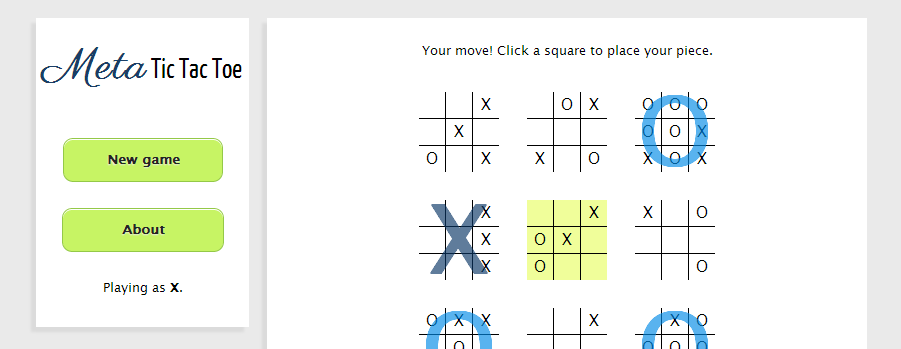 Meta Tic Tac Toe
New game
About
Playing as X.
Your move! Click a square to place your piece.
X O X O O O
X O O X
O X X O X O X
X X X O
X O X
X O O
O X X X X O
O O O O